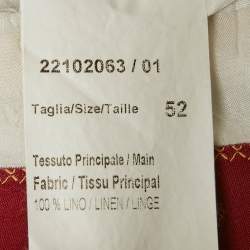 22102063 / 01
Taglia/Size/Taille 52
Tessuto Principale / Main
Fabric / Tissu Principal
100 % LINO / LINEN / LINGE